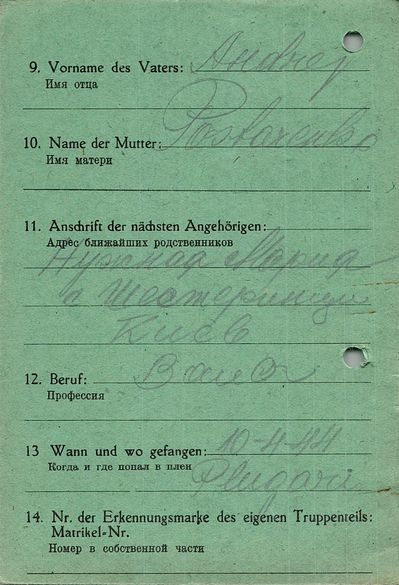 9. Vorname des Vaters: Andrej
Имя отца
10. Name der Mutter:
Имя матери
11. Anschrift der nächsten Angehörigen:
Адрес ближайших родственников
Мария
Киев
12. Beruf:
Профессия
13 Wann und wo gefangen: 10-4-44
Когда и где попал в плен
14. Nr. der Erkennungsmarke des eigenen Truppenteils:
Matrikel-Nr.
Номер в собственной части